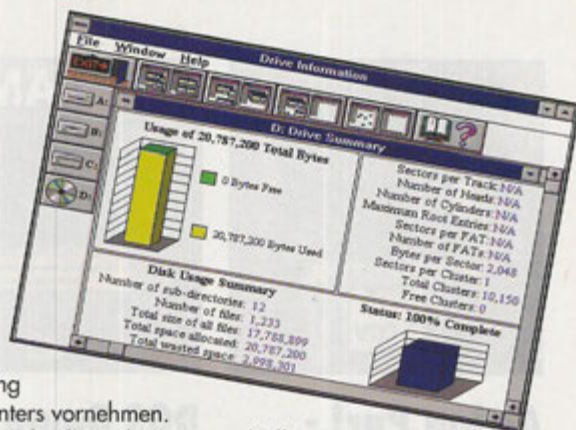 Drive Information
File Window Help
EXIT
D: Drive Summary
A:
B:
C:
D:
Usage of 20,787,200 Total Bytes
0 Bytes Free
20,787,200 Bytes Used
Sectors per Track: N/A
Number of Heads: N/A
Number of Cylinders: N/A
Maximum Root Entries: N/A
Sectors per FAT: N/A
Number of FATs: N/A
Bytes per Sector: 2,048
Sectors per Cluster: 1
Total Clusters: 10,150
Free Clusters: 0
Disk Usage Summary
Number of sub-directories: 12
Number of files: 1,233
Total size of all files: 17,788,899
Total space allocated: 20,787,200
Total wasted space: 2,998,301
Status: 100% Complete
ng
nters vornehmen.